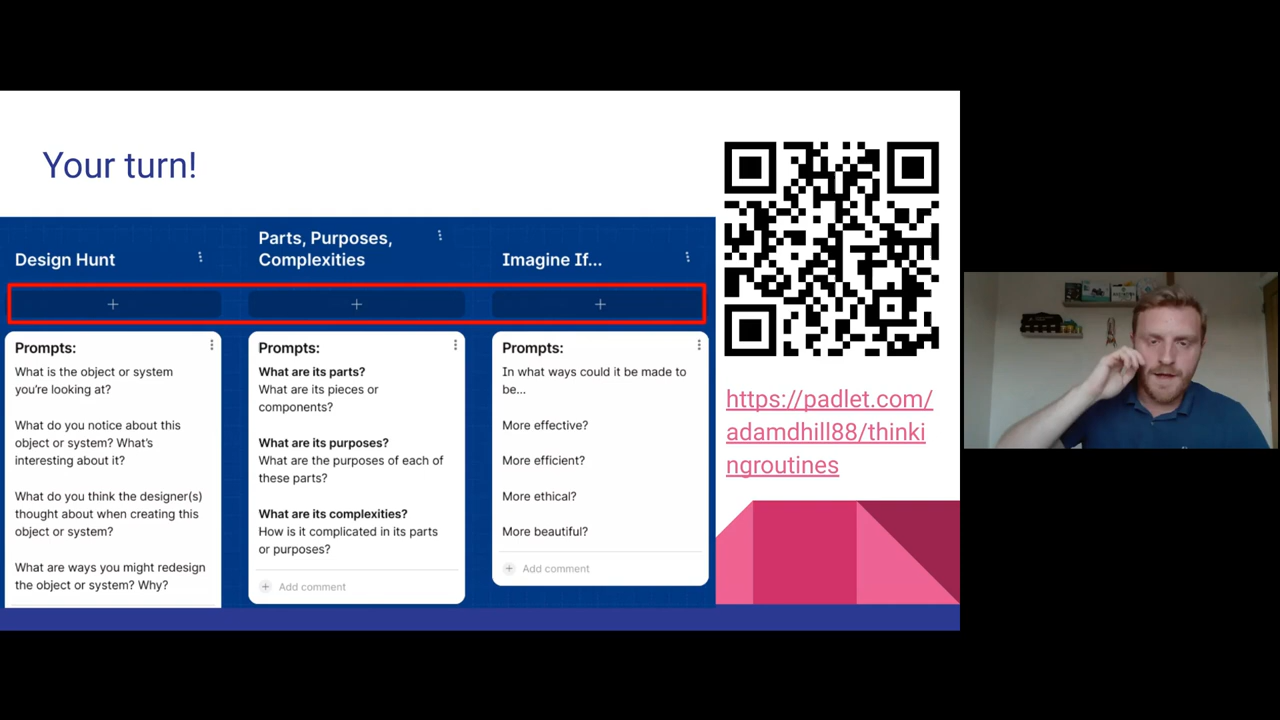 Your turn!
Design Hunt
Parts, Purposes,
Complexities
Imagine If...
Prompts:
What is the object or system
you're looking at?
What do you notice about this
object or system? What's
interesting about it?
What do you think the designer(s)
thought about when creating this
object or system?
What are ways you might redesign
the object or system? Why?
Prompts:
What are its parts?
What are its pieces or
components?
What are its purposes?
What are the purposes of each of
these parts?
What are its complexities?
How is it complicated in its parts
or purposes?
Add comment
Prompts:
In what ways could it be made to
be...
More effective?
More efficient?
More ethical?
More beautiful?
Add comment
https://padlet.com/
adamdhill88/thinki
ngroutines